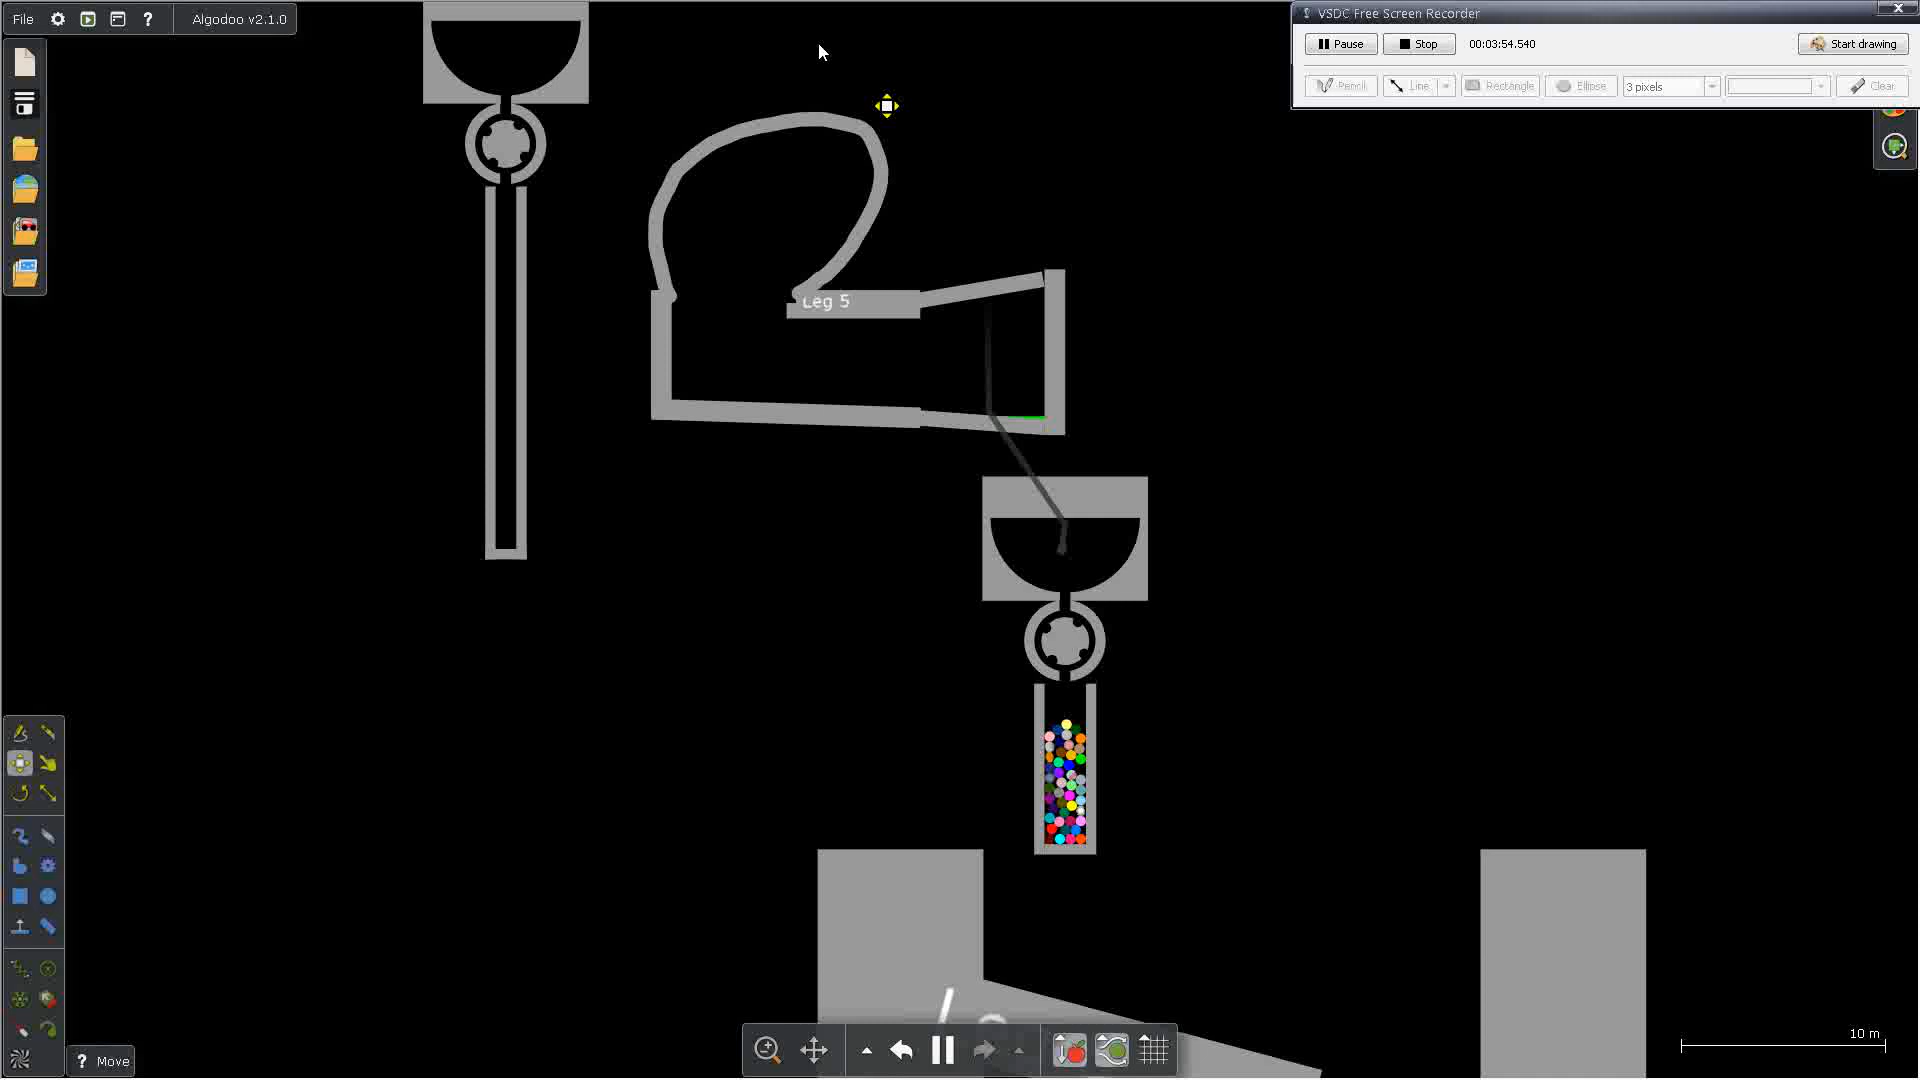 File ? Algodoo v2.1.0
VSDC Free Screen Recorder
Pause Stop 00:03:54.540 Start drawing
Pencil Line Rectangle Ellipse 3 pixels Clear
Leg 5
10 m
? Move